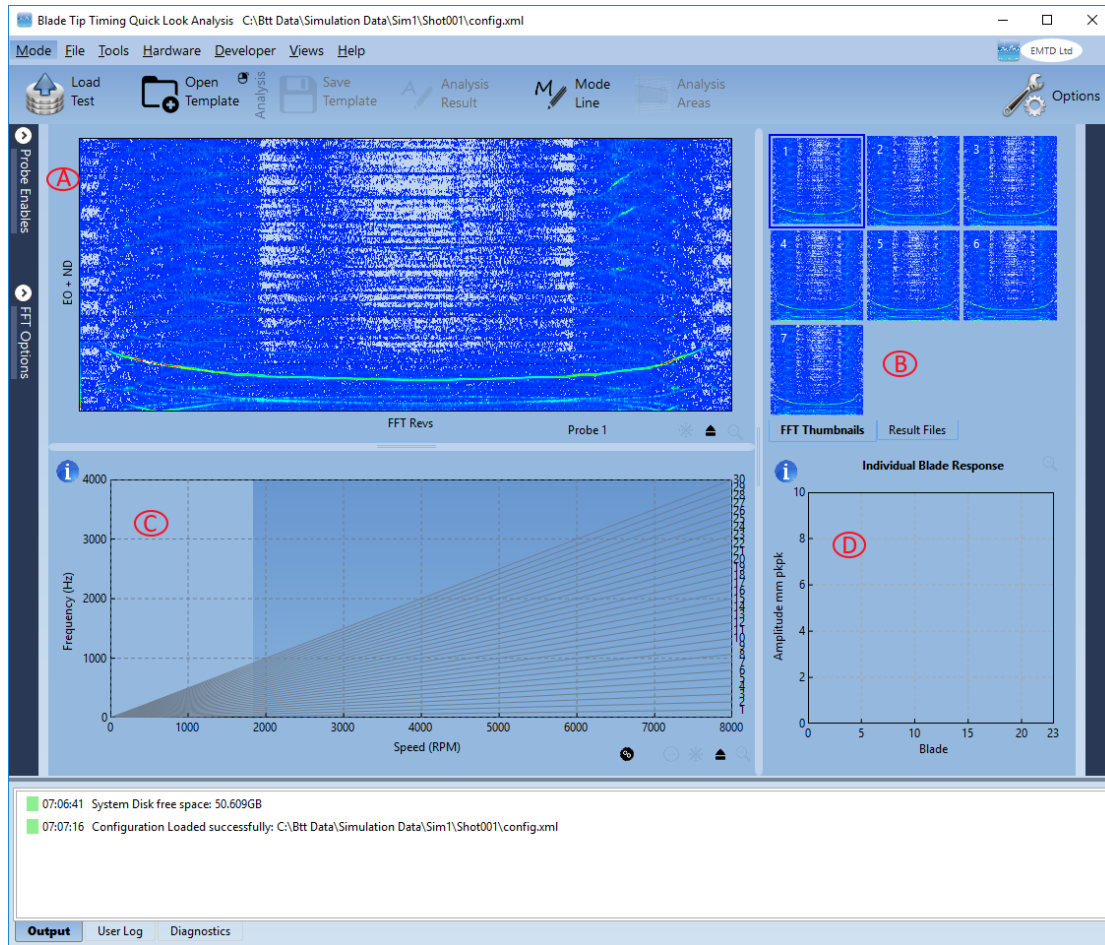 Blade Tip Timing Quick Look Analysis C:\Btt Data\Simulation Data\Sim1\Shot001\config.xml
Mode File Tools Hardware Developer Views Help
EMTD Ltd
Load Test
Open Template
Analysis
Save Template
Analysis Result
Mode Line
Analysis Areas
Options
Probe Enables
FFT Options
A
EO + ND
FFT Revs
Probe 1
1 2 3
4 5 6
7
B
FFT Thumbnails
Result Files
C
Frequency (Hz)
4000
3000
2000
1000
0
0 1000 2000 3000 4000 5000 6000 7000 8000
Speed (RPM)
30
29
28
27
26
25
24
23
22
21
20
19
18
17
16
15
14
13
12
11
10
9
8
7
6
5
4
3
2
1
%
Individual Blade Response
D
Amplitude mm pkpk
10
8
6
4
2
0
0 5 10 15 20 23
Blade
07:06:41 System Disk free space: 50.609GB
07:07:16 Configuration Loaded successfully: C:\Btt Data\Simulation Data\Sim1\Shot001\config.xml
Output
User Log
Diagnostics